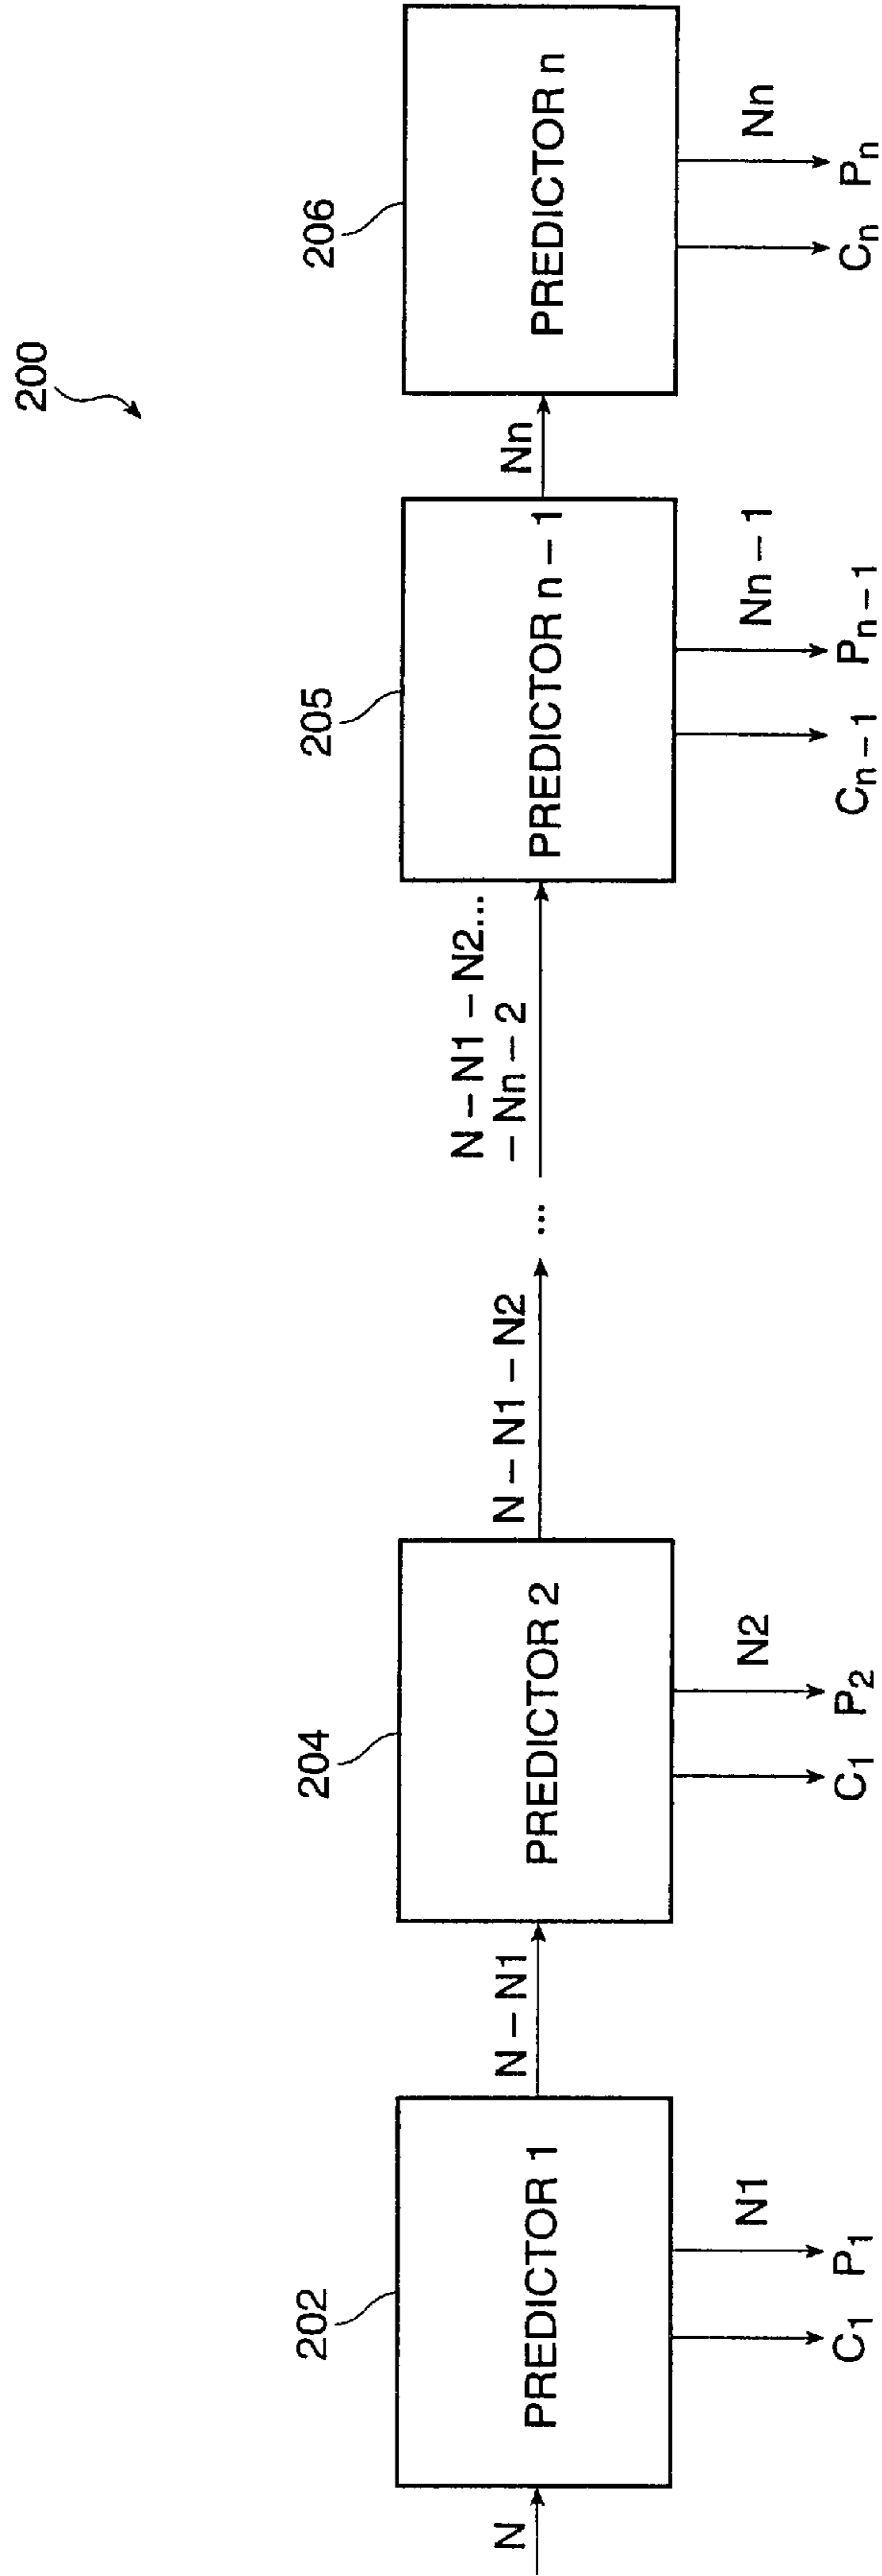 200
202
204
205
206
N
PREDICTOR 1
N – N1
PREDICTOR 2
N – N1 – N2
...
N – N1 – N2...
– Nn – 2
PREDICTOR n – 1
Nn
PREDICTOR n
C1
P1
N1
C1
P2
N2
Cn – 1
Pn – 1
Nn – 1
Cn
Pn
Nn